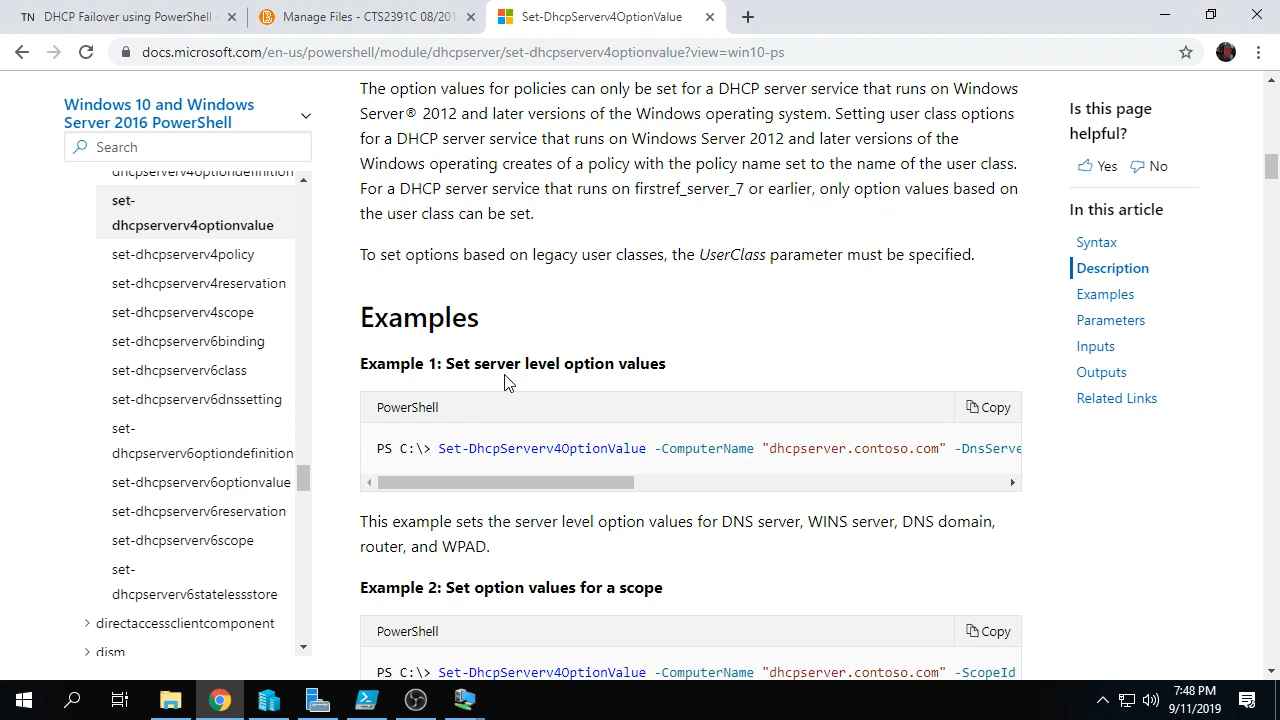 DHCP Failover using PowerShell -
Manage Files - CTS2391C 08/201
Set-DhcpServerv4OptionValue
docs.microsoft.com/en-us/powershell/module/dhcpserver/set-dhcpserverv4optionvalue?view=win10-ps
Windows 10 and Windows
Server 2016 PowerShell
Search
dhcpserverv4optiondefinition
set-
dhcpserverv4optionvalue
set-dhcpserverv4policy
set-dhcpserverv4reservation
set-dhcpserverv4scope
set-dhcpserverv6binding
set-dhcpserverv6class
set-dhcpserverv6dnssetting
set-
dhcpserverv6optiondefinition
set-dhcpserverv6optionvalue
set-dhcpserverv6reservation
set-dhcpserverv6scope
set-
dhcpserverv6statelessstore
directaccessclientcomponent
dism
The option values for policies can only be set for a DHCP server service that runs on Windows
Server® 2012 and later versions of the Windows operating system. Setting user class options
for a DHCP server service that runs on Windows Server 2012 and later versions of the
Windows operating creates of a policy with the policy name set to the name of the user class.
For a DHCP server service that runs on firstref_server_7 or earlier, only option values based on
the user class can be set.
To set options based on legacy user classes, the UserClass parameter must be specified.
Examples
Example 1: Set server level option values
PowerShell
Copy
PS C:\> Set-DhcpServerv4OptionValue -ComputerName "dhcpserver.contoso.com" -DnsServe
This example sets the server level option values for DNS server, WINS server, DNS domain,
router, and WPAD.
Example 2: Set option values for a scope
PowerShell
Copy
PS C:\> Set-DhcpServerv4OptionValue -ComputerName "dhcpserver.contoso.com" -ScopeId
Is this page
helpful?
Yes No
In this article
Syntax
Description
Examples
Parameters
Inputs
Outputs
Related Links
7:48 PM
9/11/2019